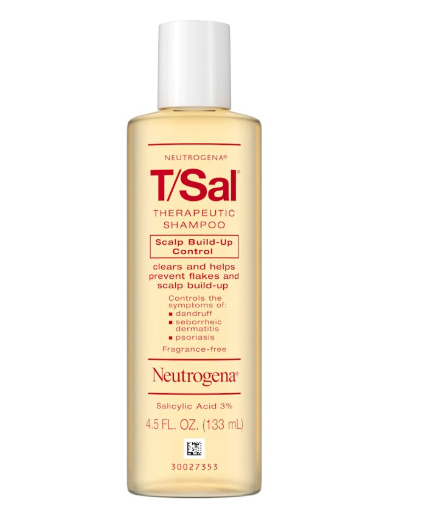 NEUTROGENA®
T/Sal®
THERAPEUTIC
SHAMPOO
Scalp Build-Up
Control
clears and helps
prevent flakes and
scalp build-up
Controls the
symptoms of:
▪ dandruff
▪ seborrheic
dermatitis
▪ psoriasis
Fragrance-free
Neutrogena®
Salicylic Acid 3%
4.5 FL. OZ. (133 mL)
30027353